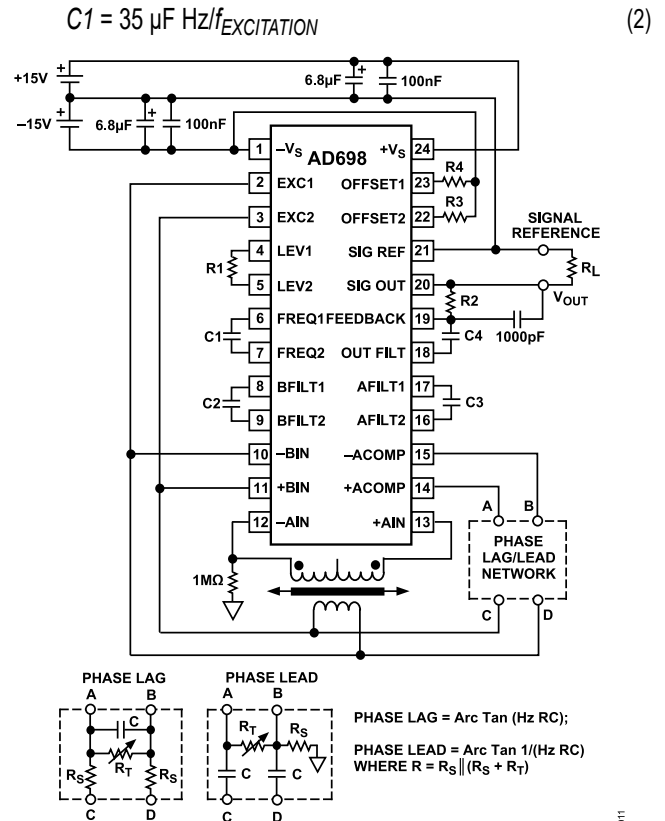 C1 = 35 µF Hz/fEXCITATION (2)
+15V
6.8µF 100nF
–15V 6.8µF 100nF
AD698
1 –VS +VS 24
2 EXC1 OFFSET1 23 R4
3 EXC2 OFFSET2 22 R3
SIGNAL
REFERENCE
4 LEV1 SIG REF 21
R1 RL
5 LEV2 SIG OUT 20
R2 VOUT
6 FREQ1 FEEDBACK 19
C1 C4 1000pF
7 FREQ2 OUT FILT 18
8 BFILT1 AFILT1 17
C2 C3
9 BFILT2 AFILT2 16
10 –BIN –ACOMP 15
11 +BIN +ACOMP 14
A B
12 –AIN +AIN 13
PHASE
LAG/LEAD
NETWORK
1MΩ
C D
PHASE LAG PHASE LEAD
A B A B
C
RT RS
RS RS
RT
C C
C D C D
PHASE LAG = Arc Tan (Hz RC);
PHASE LEAD = Arc Tan 1/(Hz RC)
WHERE R = RS||(RS + RT)
011